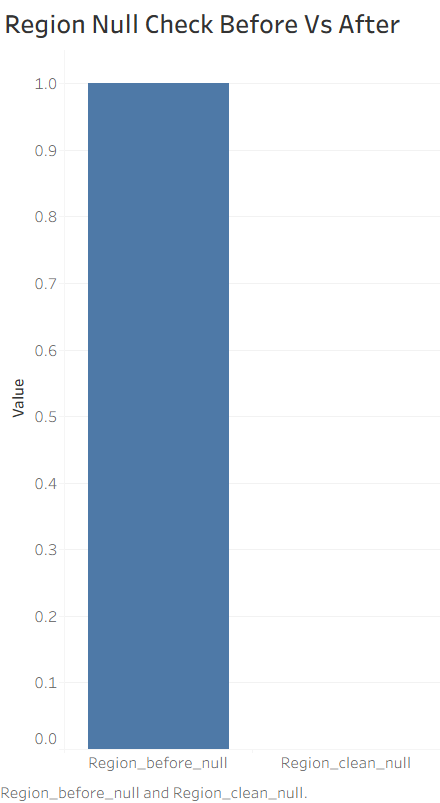 Region Null Check Before Vs After
1.0
0.9
0.8
0.7
0.6
0.5
0.4
0.3
0.2
0.1
0.0
Value
Region_before_null Region_clean_null
Region_before_null and Region_clean_null.